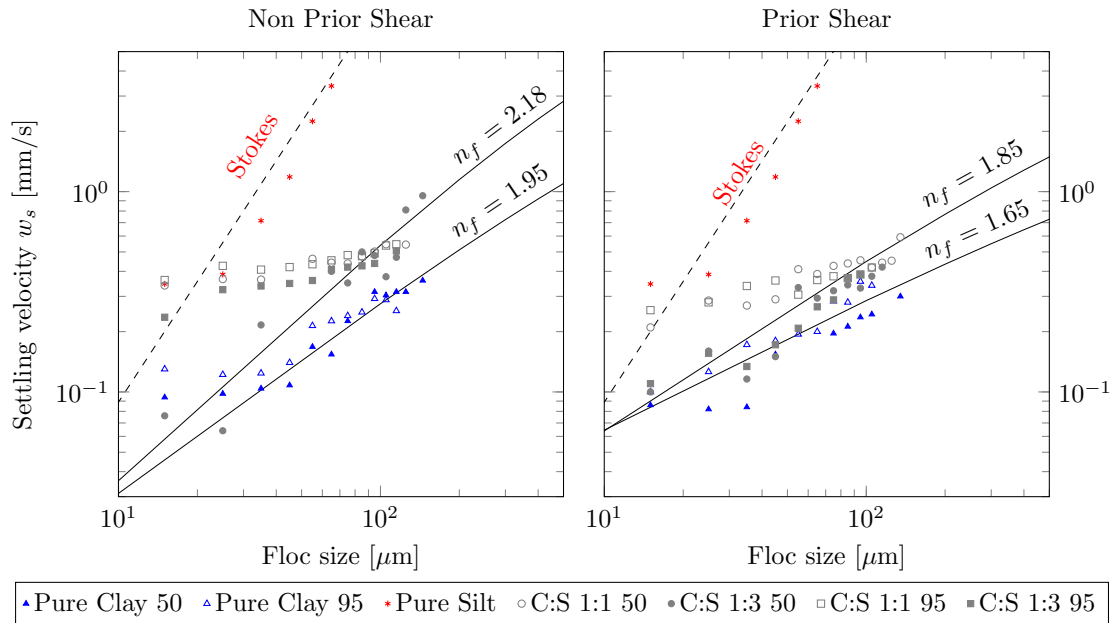 Non Prior Shear
Prior Shear
Settling velocity w_s [mm/s]
10^0
10^{-1}
10^1
10^2
Floc size [μm]
Stokes
n_f = 2.18
n_f = 1.95
10^1
10^2
Floc size [μm]
Stokes
n_f = 1.85
n_f = 1.65
10^0
10^{-1}
Pure Clay 50 Pure Clay 95 Pure Silt C:S 1:1 50 C:S 1:3 50 C:S 1:1 95 C:S 1:3 95